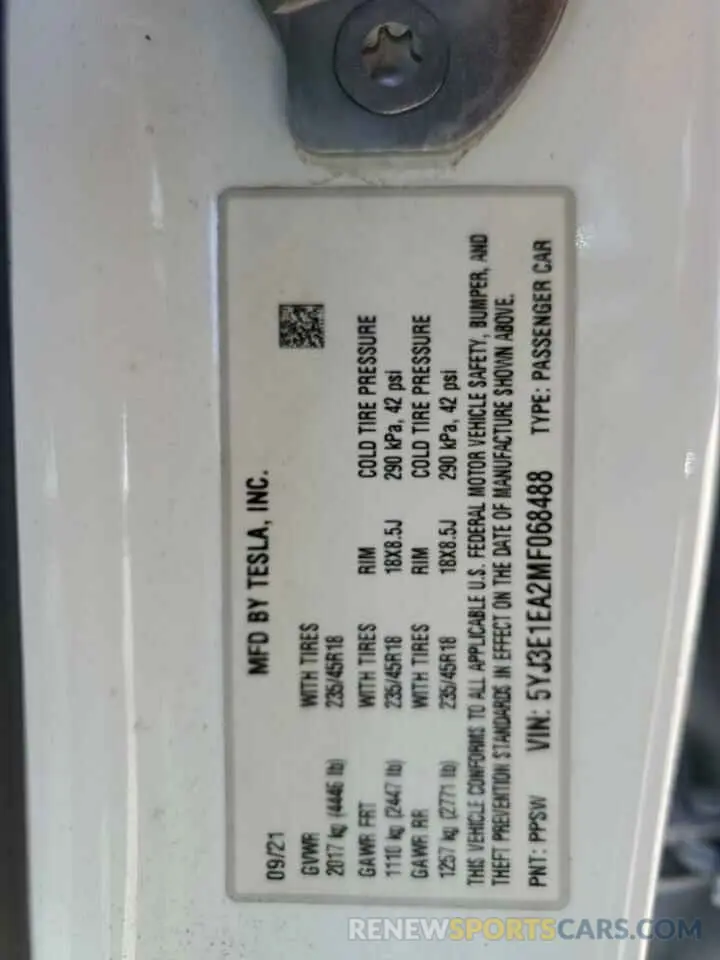 MFD BY TESLA, INC.
09/21
GVWR WITH TIRES
2017 kg (4446 lb) 235/45R18
GAWR FRT WITH TIRES RIM COLD TIRE PRESSURE
1110 kg (2447 lb) 235/45R18 18X8.5J 290 kPa, 42 psi
GAWR RR WITH TIRES RIM COLD TIRE PRESSURE
1257 kg (2771 lb) 235/45R18 18X8.5J 290 kPa, 42 psi
THIS VEHICLE CONFORMS TO ALL APPLICABLE U.S. FEDERAL MOTOR VEHICLE SAFETY, BUMPER, AND
THEFT PREVENTION STANDARDS IN EFFECT ON THE DATE OF MANUFACTURE SHOWN ABOVE.
PNT: PPSW VIN: 5YJ3E1EA2MF068488 TYPE: PASSENGER CAR
RENEWSPORTSCARS.COM